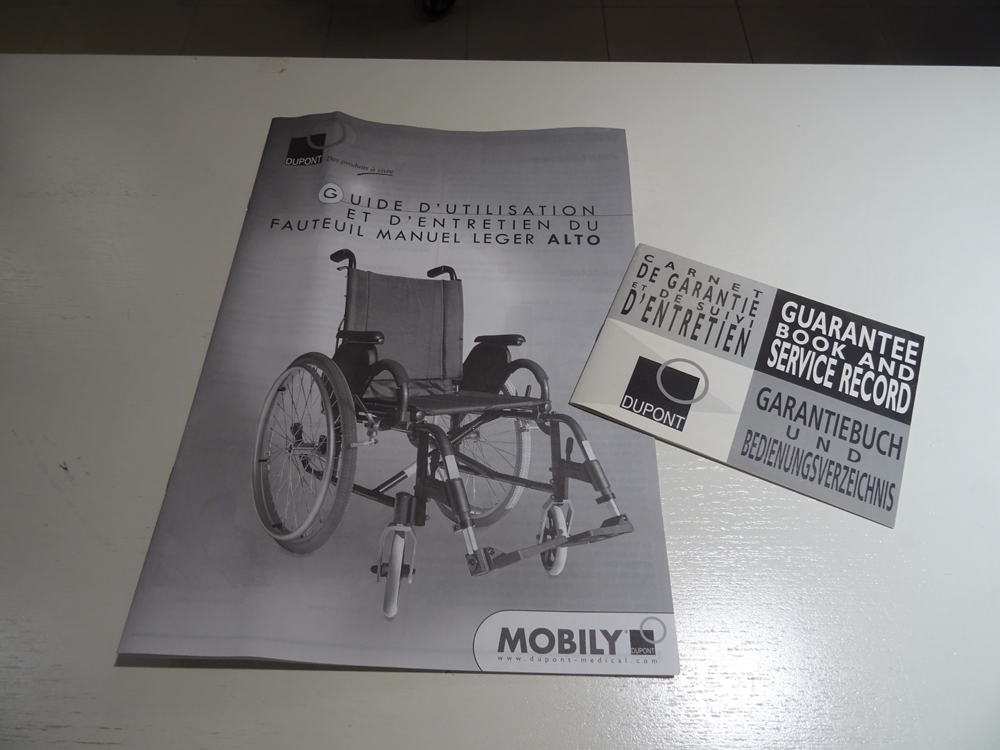 DUPONT
Des produits à vivre
GUIDE D'UTILISATION
ET D'ENTRETIEN DU
FAUTEUIL MANUEL LEGER ALTO
MOBILY
DUPONT
www.dupont-medical.com
CARNET
DE GARANTIE
ET DE SUIVI
D'ENTRETIEN
GUARANTEE
BOOK AND
SERVICE RECORD
DUPONT
GARANTIEBUCH
UND
BEDIENUNGSVERZEICHNIS